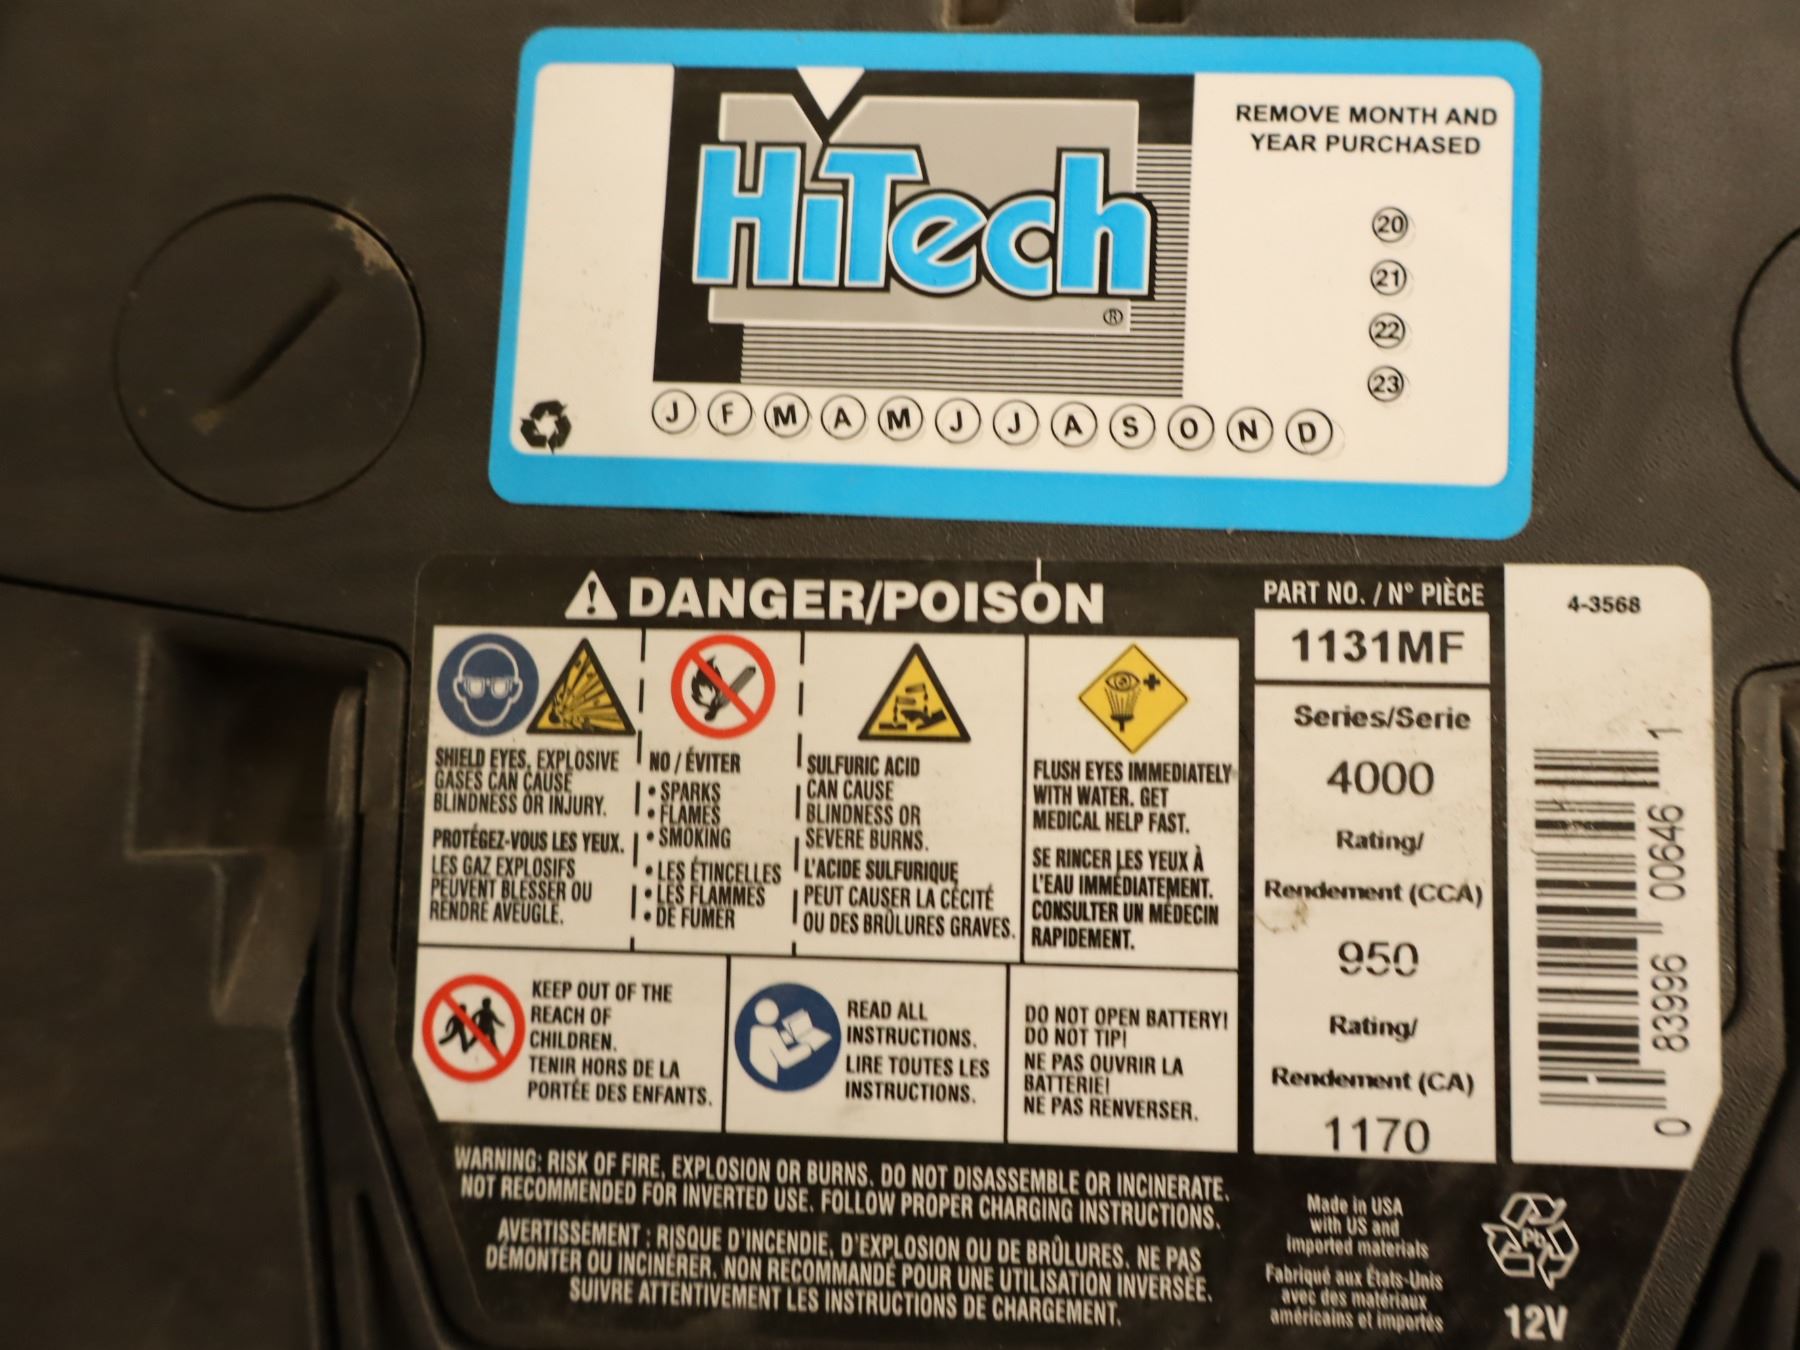 HiTech
®
REMOVE MONTH AND
YEAR PURCHASED
20
21
22
23
J F M A M J J A S O N D
DANGER/POISON
SHIELD EYES. EXPLOSIVE
GASES CAN CAUSE
BLINDNESS OR INJURY.
PROTÉGEZ-VOUS LES YEUX.
LES GAZ EXPLOSIFS
PEUVENT BLESSER OU
RENDRE AVEUGLE.
NO / ÉVITER
• SPARKS
• FLAMES
• SMOKING
• LES ÉTINCELLES
• LES FLAMMES
• DE FUMER
SULFURIC ACID
CAN CAUSE
BLINDNESS OR
SEVERE BURNS.
L'ACIDE SULFURIQUE
PEUT CAUSER LA CÉCITÉ
OU DES BRÛLURES GRAVES.
FLUSH EYES IMMEDIATELY
WITH WATER. GET
MEDICAL HELP FAST.
SE RINCER LES YEUX À
L'EAU IMMÉDIATEMENT.
CONSULTER UN MÉDECIN
RAPIDEMENT.
KEEP OUT OF THE
REACH OF
CHILDREN.
TENIR HORS DE LA
PORTÉE DES ENFANTS.
READ ALL
INSTRUCTIONS.
LIRE TOUTES LES
INSTRUCTIONS.
DO NOT OPEN BATTERY!
DO NOT TIP!
NE PAS OUVRIR LA
BATTERIE!
NE PAS RENVERSER.
WARNING: RISK OF FIRE, EXPLOSION OR BURNS. DO NOT DISASSEMBLE OR INCINERATE.
NOT RECOMMENDED FOR INVERTED USE. FOLLOW PROPER CHARGING INSTRUCTIONS.
AVERTISSEMENT : RISQUE D'INCENDIE, D'EXPLOSION OU DE BRÛLURES. NE PAS
DÉMONTER OU INCINÉRER. NON RECOMMANDÉ POUR UNE UTILISATION INVERSÉE.
SUIVRE ATTENTIVEMENT LES INSTRUCTIONS DE CHARGEMENT.
PART NO. / N° PIÈCE
1131MF
Series/Serie
4000
Rating/
Rendement (CCA)
950
Rating/
Rendement (CA)
1170
4-3568
0 83996 00646 1
Made in USA
with US and
imported materials
Fabriqué aux États-Unis
avec des matériaux
américains et importés
Pb
12V